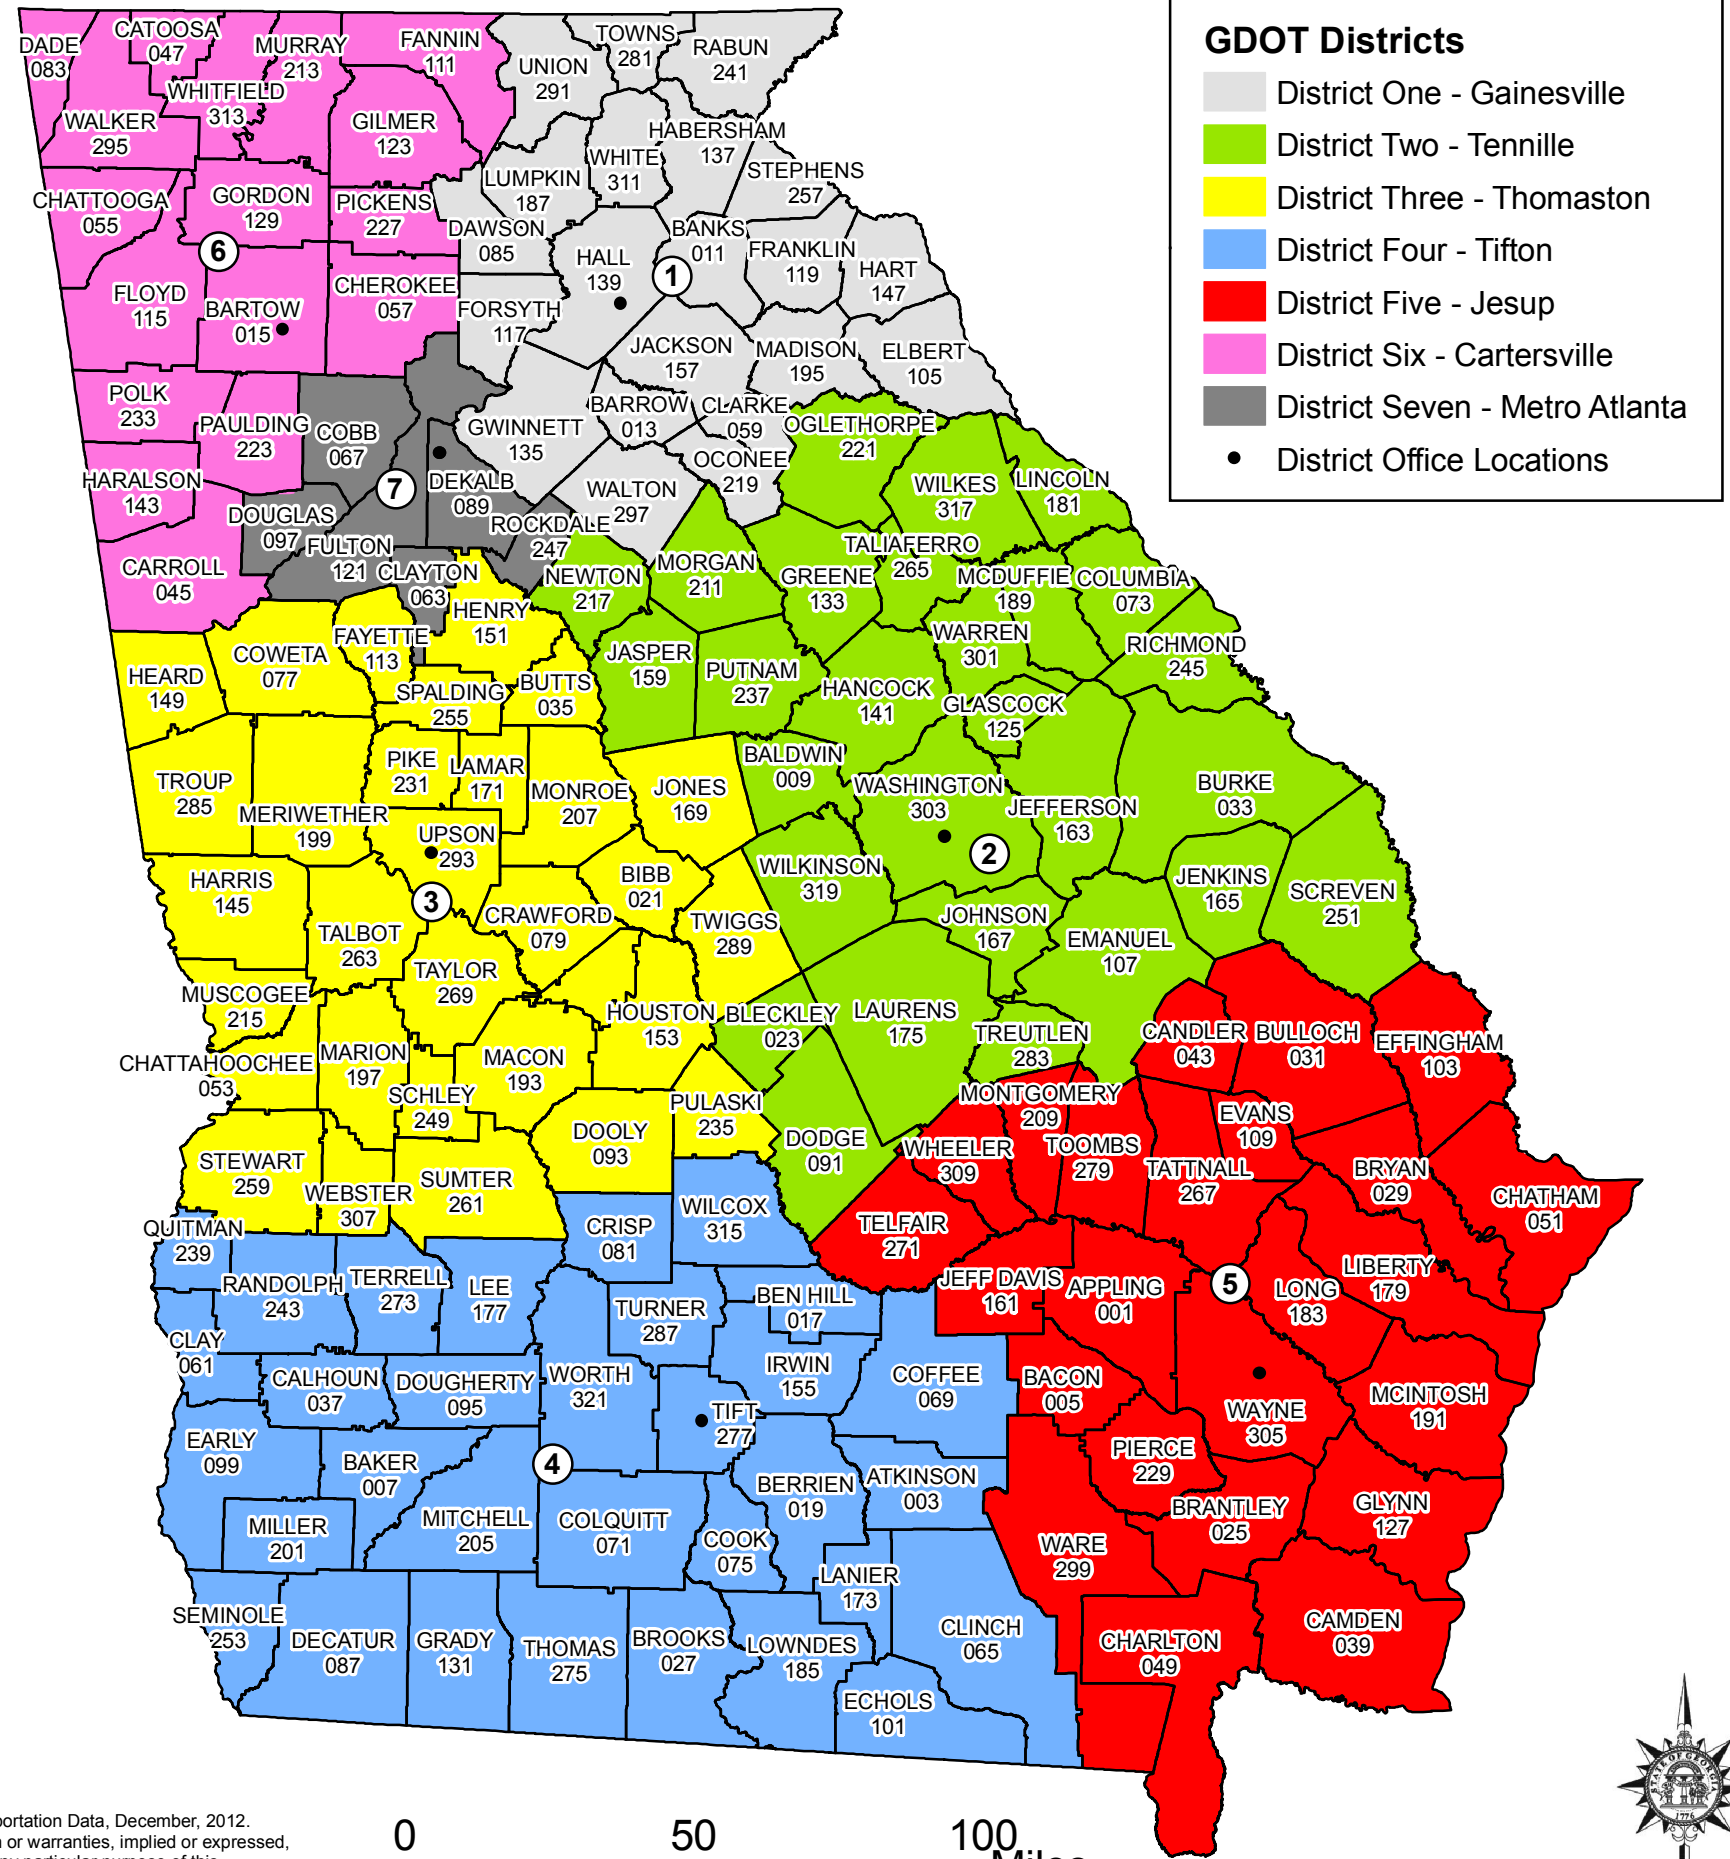 GDOT Districts
District One - Gainesville
District Two - Tennille
District Three - Thomaston
District Four - Tifton
District Five - Jesup
District Six - Cartersville
District Seven - Metro Atlanta
District Office Locations
DADE
083
CATOOSA
047
MURRAY
213
FANNIN
111
UNION
291
TOWNS
281
RABUN
241
WHITFIELD
313
WALKER
295
GILMER
123
HABERSHAM
137
WHITE
311
STEPHENS
257
LUMPKIN
187
CHATTOOGA
055
GORDON
129
PICKENS
227
DAWSON
085
BANKS
011
FRANKLIN
119
HART
147
HALL
139
6
1
FLOYD
115
BARTOW
015
CHEROKEE
057
FORSYTH
117
JACKSON
157
MADISON
195
ELBERT
105
POLK
233
PAULDING
223
COBB
067
GWINNETT
135
BARROW
013
CLARKE
059
OGLETHORPE
221
OCONEE
219
HARALSON
143
7
DEKALB
089
WALTON
297
WILKES
317
LINCOLN
181
DOUGLAS
097
ROCKDALE
247
FULTON
121
CLAYTON
063
CARROLL
045
NEWTON
217
MORGAN
211
GREENE
133
TALIAFERRO
265
MCDUFFIE
189
COLUMBIA
073
HENRY
151
FAYETTE
113
COWETA
077
HEARD
149
SPALDING
255
BUTTS
035
JASPER
159
PUTNAM
237
HANCOCK
141
WARREN
301
RICHMOND
245
GLASCOCK
125
TROUP
285
MERIWETHER
199
PIKE
231
LAMAR
171
MONROE
207
JONES
169
BALDWIN
009
WASHINGTON
303
JEFFERSON
163
BURKE
033
UPSON
293
2
HARRIS
145
3
BIBB
021
WILKINSON
319
JENKINS
165
SCREVEN
251
TALBOT
263
CRAWFORD
079
TWIGGS
289
JOHNSON
167
EMANUEL
107
TAYLOR
269
MUSCOGEE
215
HOUSTON
153
BLECKLEY
023
LAURENS
175
TREUTLEN
283
CANDLER
043
BULLOCH
031
EFFINGHAM
103
CHATTAHOOCHEE
053
MARION
197
MACON
193
SCHLEY
249
PULASKI
235
MONTGOMERY
209
EVANS
109
DOOLY
093
DODGE
091
WHEELER
309
TOOMBS
279
TATTNALL
267
BRYAN
029
CHATHAM
051
STEWART
259
WEBSTER
307
SUMTER
261
WILCOX
315
TELFAIR
271
QUITMAN
239
CRISP
081
RANDOLPH
243
TERRELL
273
LEE
177
TURNER
287
BEN HILL
017
JEFF DAVIS
161
APPLING
001
5
LONG
183
LIBERTY
179
CLAY
061
CALHOUN
037
DOUGHERTY
095
WORTH
321
IRWIN
155
COFFEE
069
BACON
005
WAYNE
305
MCINTOSH
191
TIFT
277
EARLY
099
BAKER
007
4
BERRIEN
019
ATKINSON
003
PIERCE
229
BRANTLEY
025
GLYNN
127
MILLER
201
MITCHELL
205
COLQUITT
071
COOK
075
LANIER
173
WARE
299
SEMINOLE
253
DECATUR
087
GRADY
131
THOMAS
275
BROOKS
027
LOWNDES
185
CLINCH
065
CHARLTON
049
CAMDEN
039
ECHOLS
101
STATE OF GEORGIA
1776
portation Data, December, 2012.
or warranties, implied or expressed,
0 50 100